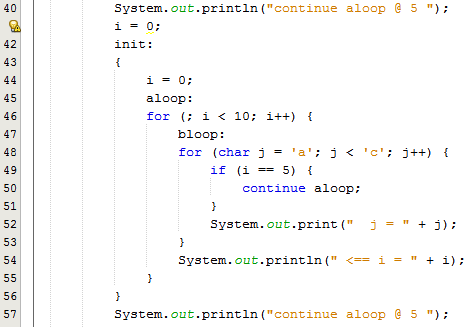 40 System.out.println("continue aloop @ 5 ");
i = 0;
42 init:
43 {
44 i = 0;
45 aloop:
46 for (; i < 10; i++) {
47 bloop:
48 for (char j = 'a'; j < 'c'; j++) {
49 if (i == 5) {
50 continue aloop;
51 }
52 System.out.print("  j = " + j);
53 }
54 System.out.println(" <== i = " + i);
55 }
56 }
57 System.out.println("continue aloop @ 5 ");